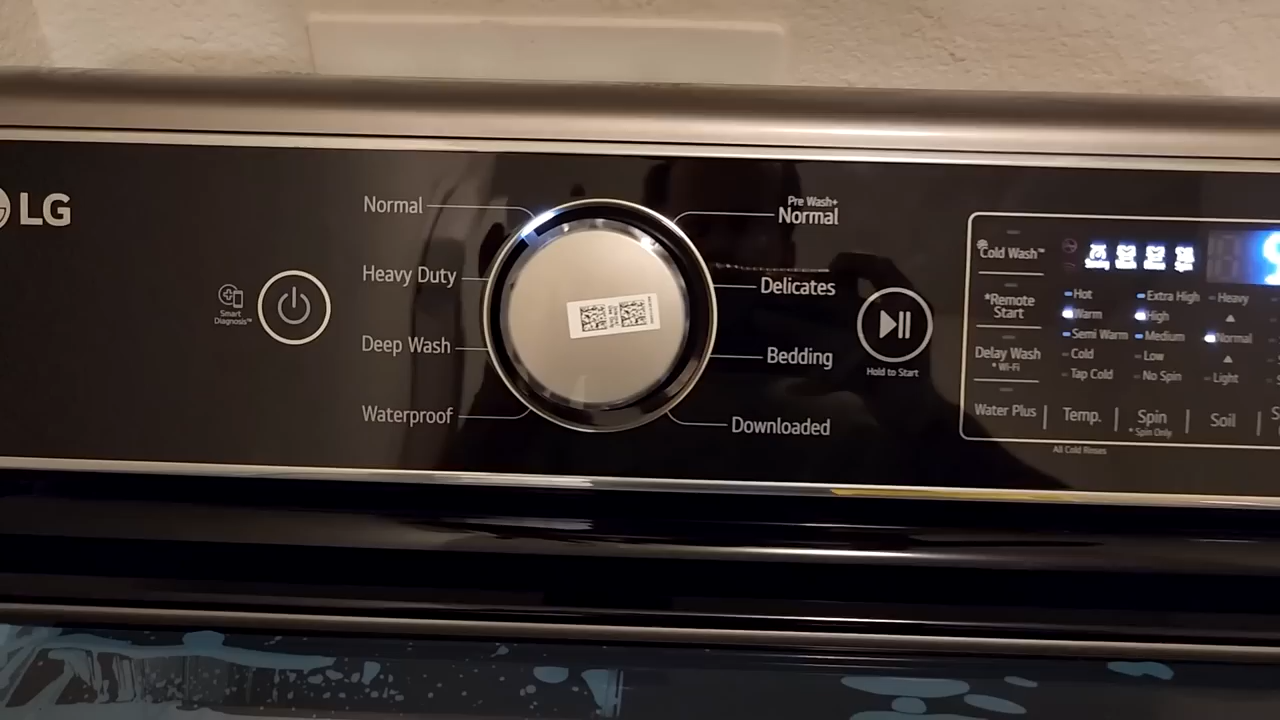 LG
Smart
Diagnosis™
Normal
Heavy Duty
Deep Wash
Waterproof
Pre Wash+
Normal
Delicates
Bedding
Downloaded
Hold to Start
Cold Wash™
*Remote
Start
Delay Wash
* Wi-Fi
Water Plus
Hot
Warm
Semi Warm
Cold
Tap Cold
Temp.
Extra High
High
Medium
Low
No Spin
Spin
* Spin Only
Heavy
Normal
Light
Soil
All Cold Rinses